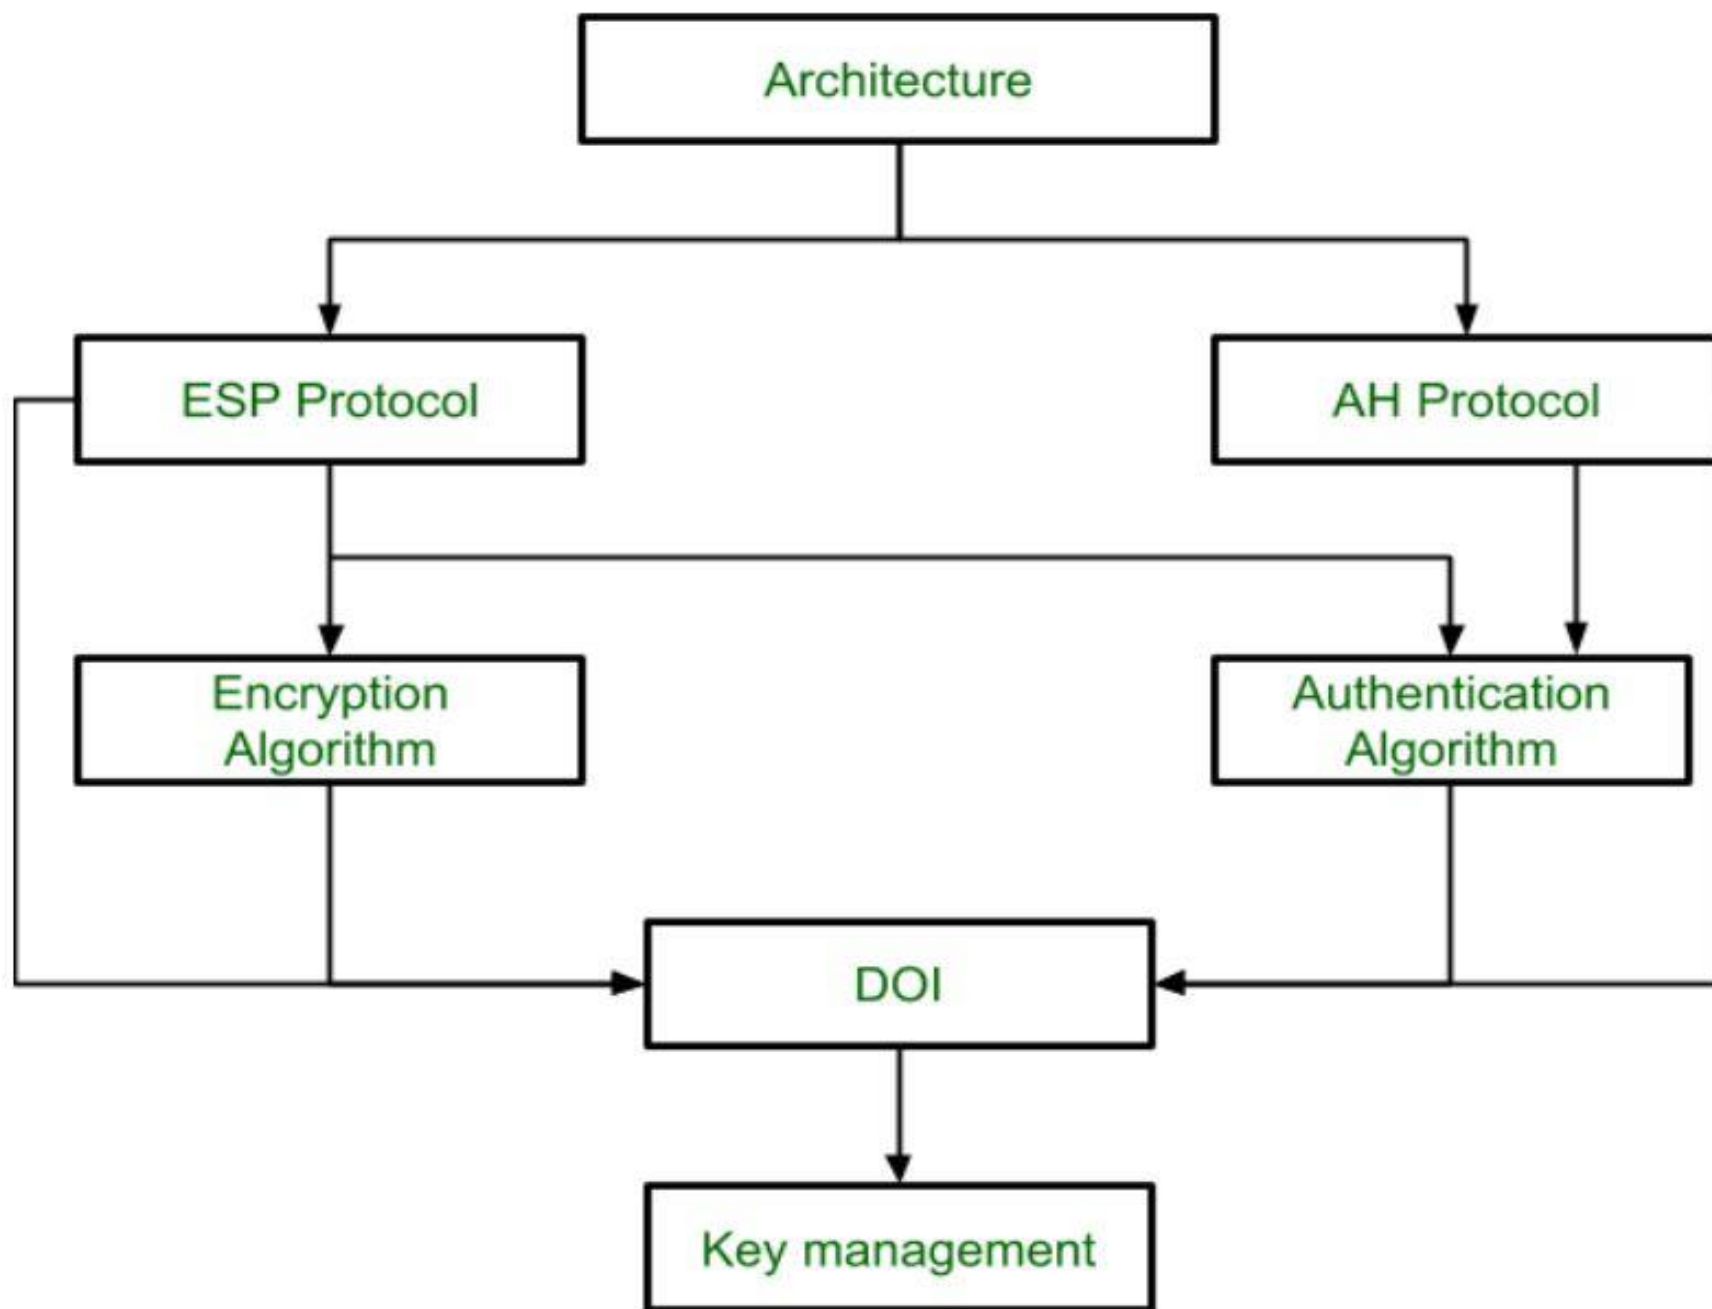 Architecture
ESP Protocol
AH Protocol
Encryption
Algorithm
Authentication
Algorithm
DOI
Key management